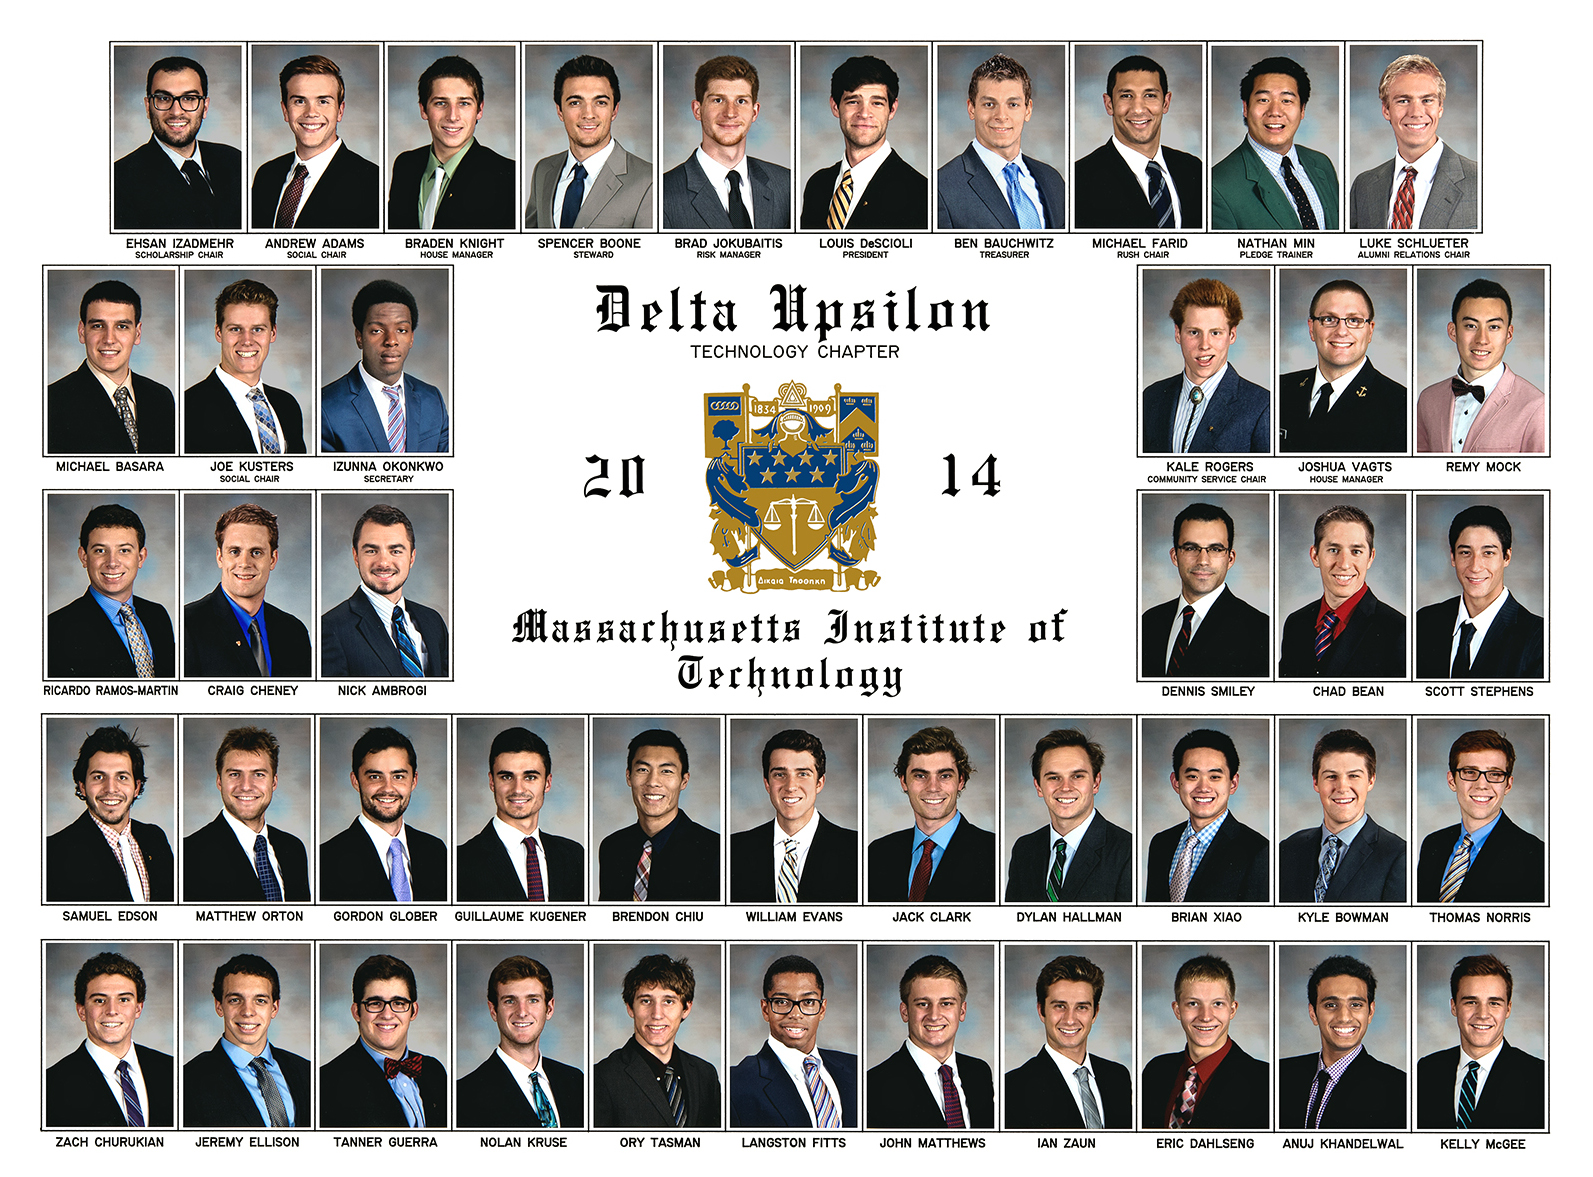 EHSAN IZADMEHR
SCHOLARSHIP CHAIR
ANDREW ADAMS
SOCIAL CHAIR
BRADEN KNIGHT
HOUSE MANAGER
SPENCER BOONE
STEWARD
BRAD JOKUBAITIS
RISK MANAGER
LOUIS DeSCIOLI
PRESIDENT
BEN BAUCHWITZ
TREASURER
MICHAEL FARID
RUSH CHAIR
NATHAN MIN
PLEDGE TRAINER
LUKE SCHLUETER
ALUMNI RELATIONS CHAIR
MICHAEL BASARA
JOE KUSTERS
SOCIAL CHAIR
IZUNNA OKONKWO
SECRETARY
Delta Upsilon
TECHNOLOGY CHAPTER
1834 1909
20 14
Δικαια Υποθηκη
Massachusetts Institute of
Technology
KALE ROGERS
COMMUNITY SERVICE CHAIR
JOSHUA VAGTS
HOUSE MANAGER
REMY MOCK
RICARDO RAMOS-MARTIN
CRAIG CHENEY
NICK AMBROGI
DENNIS SMILEY
CHAD BEAN
SCOTT STEPHENS
SAMUEL EDSON
MATTHEW ORTON
GORDON GLOBER
GUILLAUME KUGENER
BRENDON CHIU
WILLIAM EVANS
JACK CLARK
DYLAN HALLMAN
BRIAN XIAO
KYLE BOWMAN
THOMAS NORRIS
ZACH CHURUKIAN
JEREMY ELLISON
TANNER GUERRA
NOLAN KRUSE
ORY TASMAN
LANGSTON FITTS
JOHN MATTHEWS
IAN ZAUN
ERIC DAHLSENG
ANUJ KHANDELWAL
KELLY McGEE